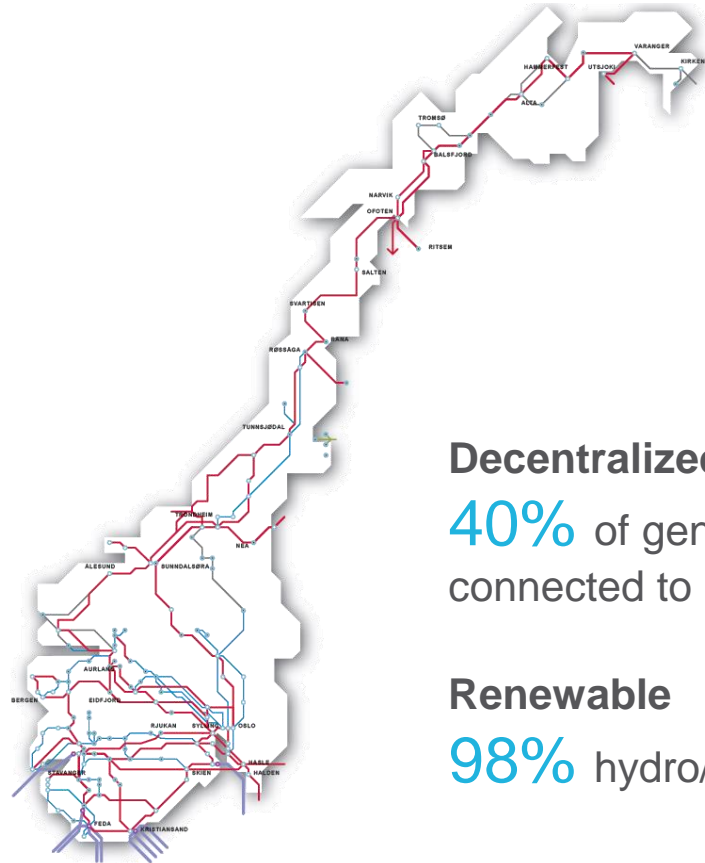 VARANGER
HAMMERFEST
UTSJOKI
KIRKEN
ALTA
TROMSØ
BALSFJORD
NARVIK
OFOTEN
RITSEM
SALTEN
SVARTISEN
RANA
RØSSÅGA
TUNNSJØDAL
TRONDHEIM
NEA
ÅLESUND
SUNNDALSØRA
AURLAND
BERGEN
EIDFJORD
RJUKAN
SYLLING
OSLO
HASLE
STAVANGER
SKIEN
HALDEN
FEDA
KRISTIANSAND
Decentralized
40% of gen
connected to
Renewable
98% hydro/